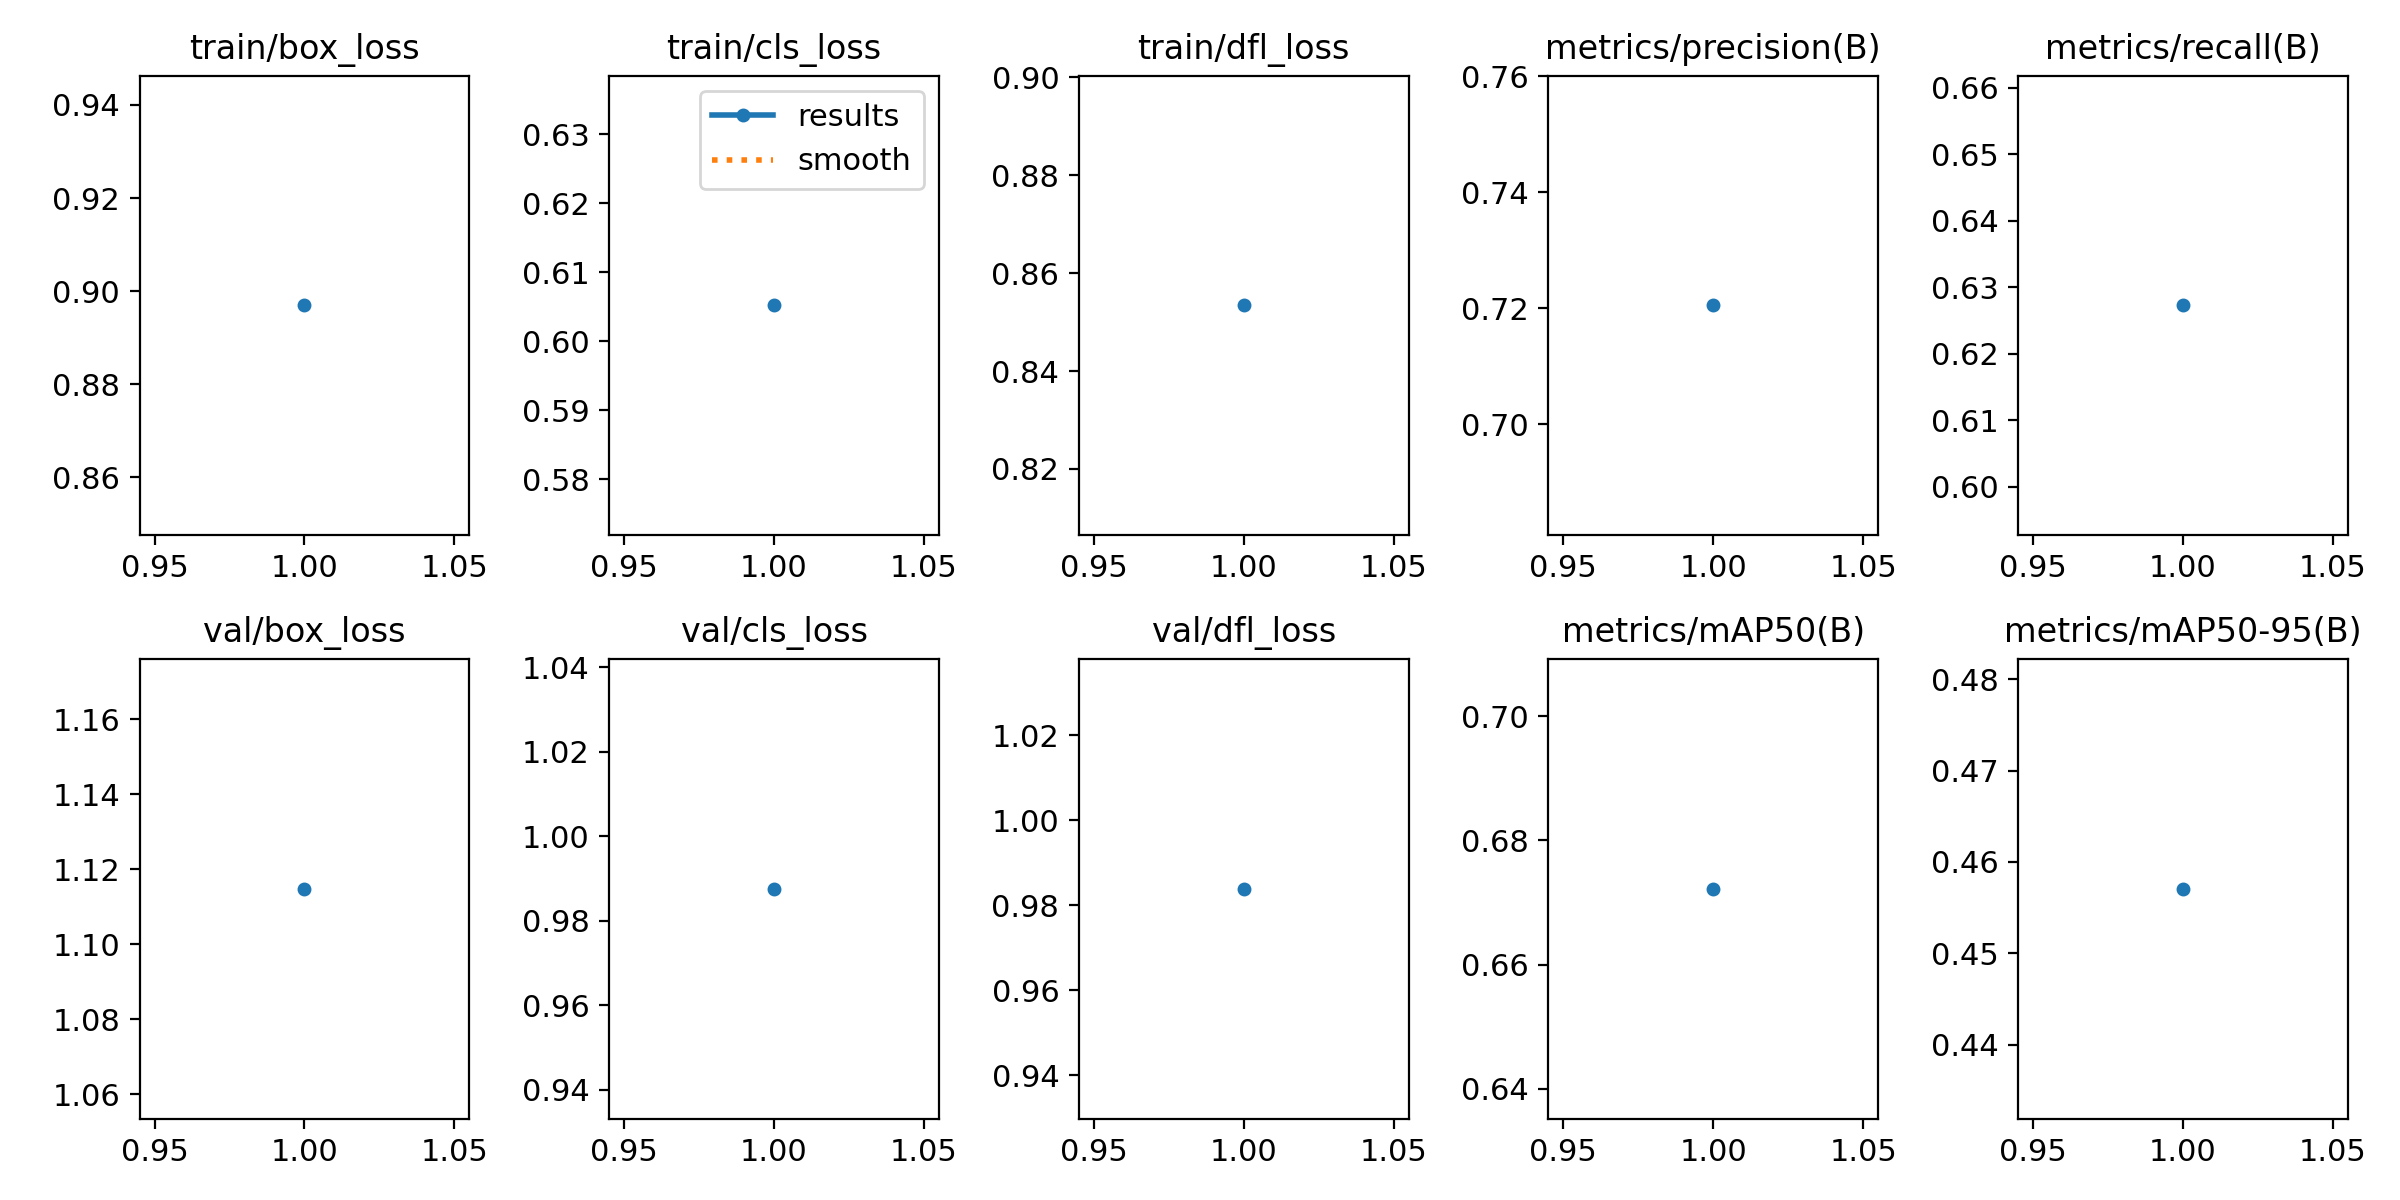 train/box_loss
0.94
0.92
0.90
0.88
0.86
0.95 1.00 1.05
train/cls_loss
results
smooth
0.63
0.62
0.61
0.60
0.59
0.58
0.95 1.00 1.05
train/dfl_loss
0.90
0.88
0.86
0.84
0.82
0.95 1.00 1.05
metrics/precision(B)
0.76
0.74
0.72
0.70
0.95 1.00 1.05
metrics/recall(B)
0.66
0.65
0.64
0.63
0.62
0.61
0.60
0.95 1.00 1.05
val/box_loss
1.16
1.14
1.12
1.10
1.08
1.06
0.95 1.00 1.05
val/cls_loss
1.04
1.02
1.00
0.98
0.96
0.94
0.95 1.00 1.05
val/dfl_loss
1.02
1.00
0.98
0.96
0.94
0.95 1.00 1.05
metrics/mAP50(B)
0.70
0.68
0.66
0.64
0.95 1.00 1.05
metrics/mAP50-95(B)
0.48
0.47
0.46
0.45
0.44
0.95 1.00 1.05